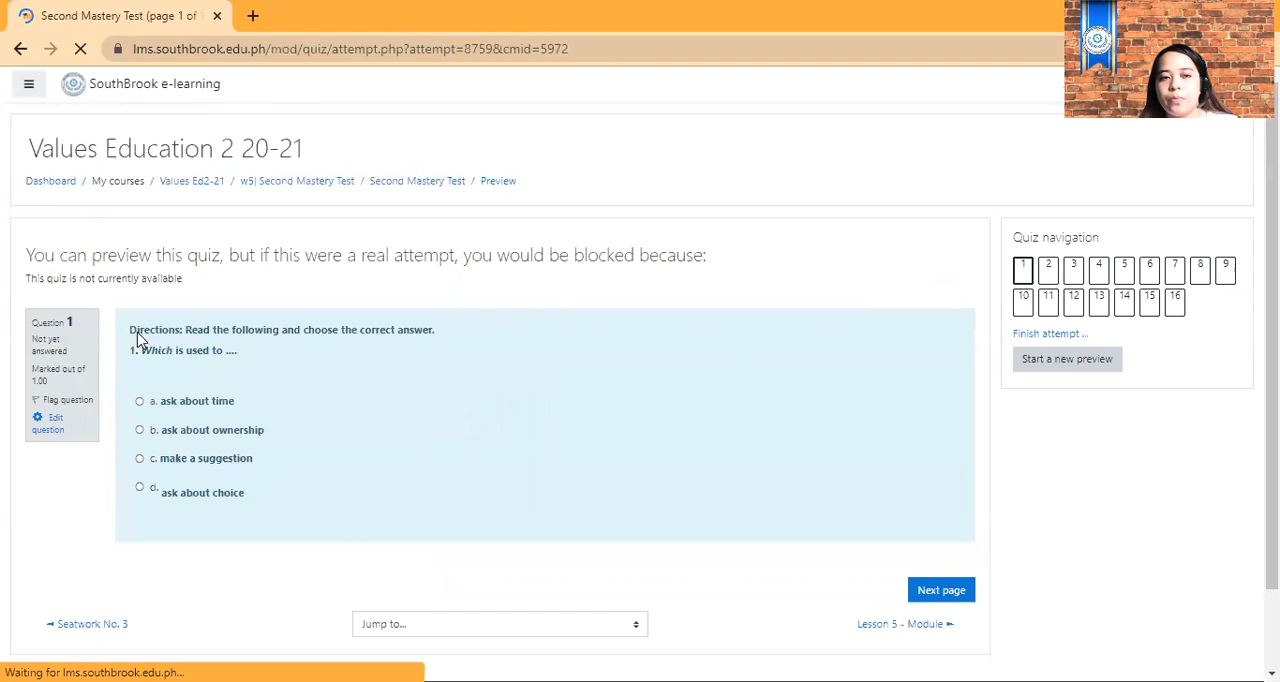 Second Mastery Test (page 1 of
lms.southbrook.edu.ph/mod/quiz/attempt.php?attempt=8759&cmid=5972
SouthBrook e-learning
Values Education 2 20-21
Dashboard / My courses / Values Ed2-21 / w5| Second Mastery Test / Second Mastery Test / Preview
You can preview this quiz, but if this were a real attempt, you would be blocked because:
This quiz is not currently available
Question 1
Not yet
answered
Marked out of
1.00
Flag question
Edit
question
Directions: Read the following and choose the correct answer.
1. Which is used to ....
a. ask about time
b. ask about ownership
c. make a suggestion
d. ask about choice
Next page
Seatwork No. 3
Jump to...
Lesson 5 - Module
Quiz navigation
1 2 3 4 5 6 7 8 9
10 11 12 13 14 15 16
Finish attempt ...
Start a new preview
Waiting for lms.southbrook.edu.ph...